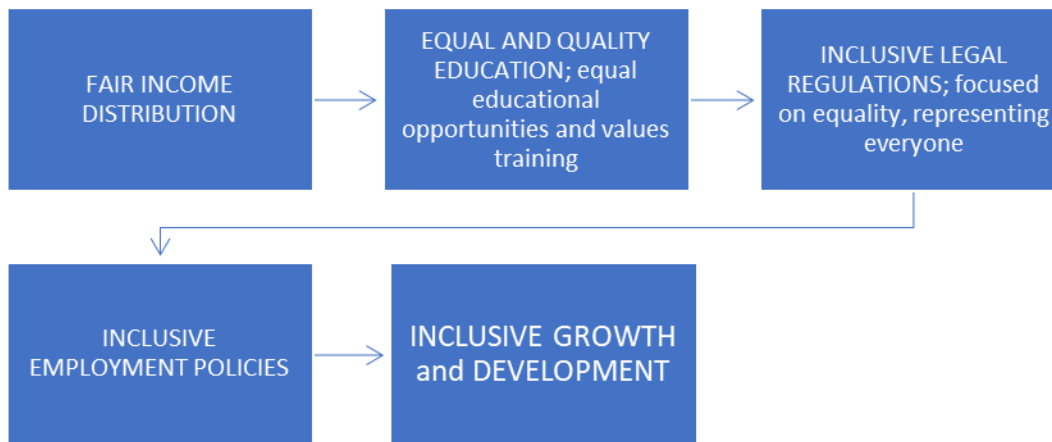 FAIR INCOME
DISTRIBUTION
EQUAL AND QUALITY
EDUCATION; equal
educational
opportunities and values
training
INCLUSIVE LEGAL
REGULATIONS; focused
on equality, representing
everyone
INCLUSIVE
EMPLOYMENT POLICIES
INCLUSIVE GROWTH
and DEVELOPMENT